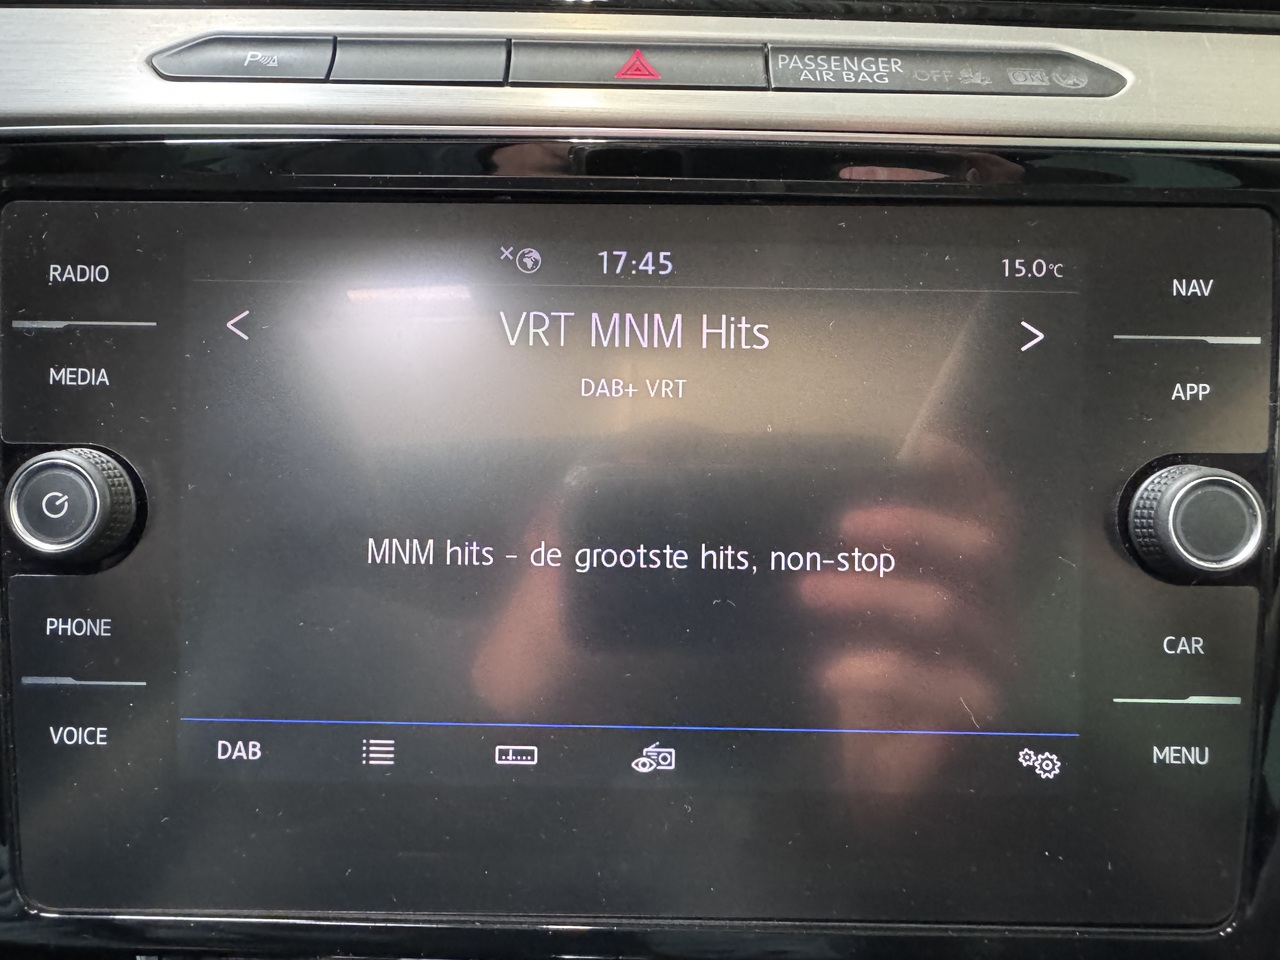 P
PASSENGER
AIR BAG OFF ON
RADIO
MEDIA
PHONE
VOICE
17:45
15.0°C
< VRT MNM Hits >
DAB+ VRT
MNM hits - de grootste hits, non-stop
DAB
NAV
APP
CAR
MENU